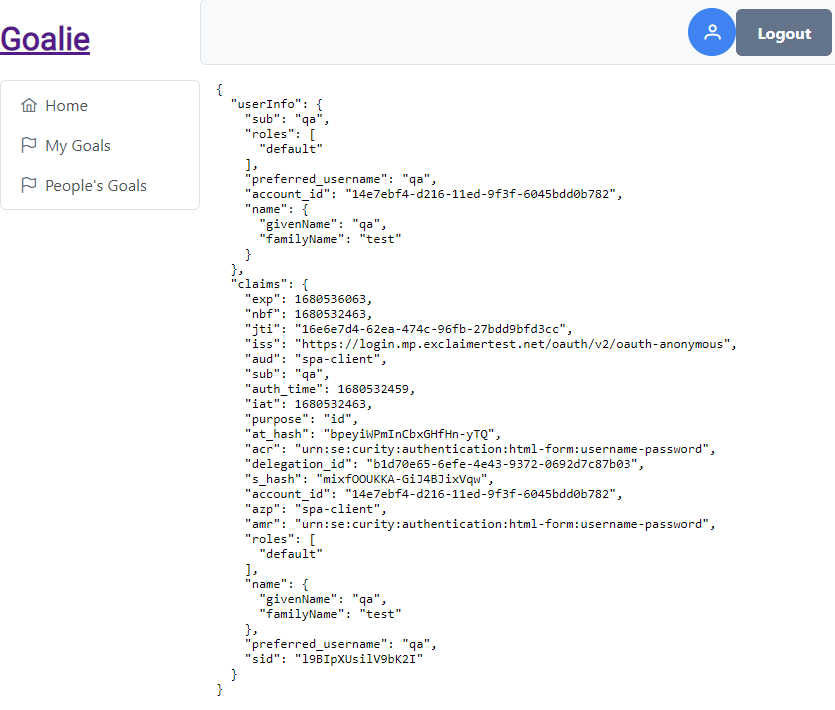 Goalie
Logout
Home
My Goals
People's Goals
{
  "userInfo": {
    "sub": "qa",
    "roles": [
      "default"
    ],
    "preferred_username": "qa",
    "account_id": "14e7ebf4-d216-11ed-9f3f-6045bdd0b782",
    "name": {
      "givenName": "qa",
      "familyName": "test"
    }
  },
  "claims": {
    "exp": 1680536063,
    "nbf": 1680532463,
    "jti": "16e6e7d4-62ea-474c-96fb-27bdd9bfd3cc",
    "iss": "https://login.mp.exclaimertest.net/oauth/v2/oauth-anonymous",
    "aud": "spa-client",
    "sub": "qa",
    "auth_time": 1680532459,
    "iat": 1680532463,
    "purpose": "id",
    "at_hash": "bpeyiWPmInCbxGHfHn-yTQ",
    "acr": "urn:se:curity:authentication:html-form:username-password",
    "delegation_id": "b1d70e65-6efe-4e43-9372-0692d7c87b03",
    "s_hash": "mixfOOUKKA-GiJ4BJixVqw",
    "account_id": "14e7ebf4-d216-11ed-9f3f-6045bdd0b782",
    "azp": "spa-client",
    "amr": "urn:se:curity:authentication:html-form:username-password",
    "roles": [
      "default"
    ],
    "name": {
      "givenName": "qa",
      "familyName": "test"
    },
    "preferred_username": "qa",
    "sid": "l9BIpXUsilV9bK2I"
  }
}